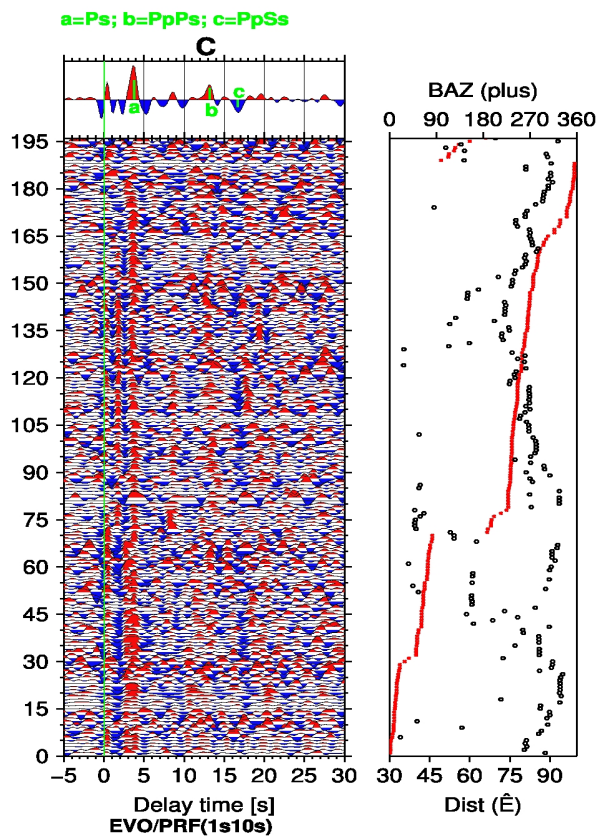 a=Ps; b=PpPs; c=PpSs
C
a
b
c
BAZ (plus)
0 90 180 270 360
195
180
165
150
135
120
105
90
75
60
45
30
15
0
−5 0 5 10 15 20 25 30
30 45 60 75 90
Delay time [s]
Dist (Ê)
EVO/PRF(1s10s)